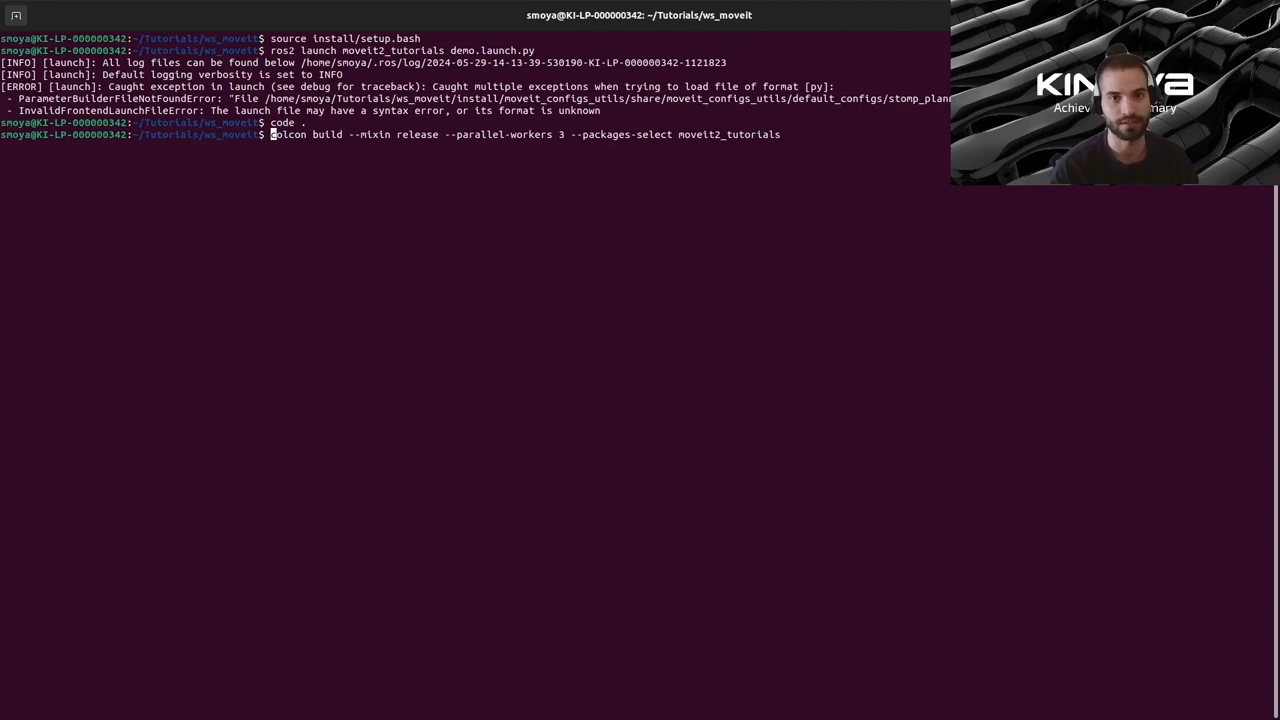 smoya@KI-LP-000000342: ~/Tutorials/ws_moveit
smoya@KI-LP-000000342:~/Tutorials/ws_moveit$ source install/setup.bash
smoya@KI-LP-000000342:~/Tutorials/ws_moveit$ ros2 launch moveit2_tutorials demo.launch.py
[INFO] [launch]: All log files can be found below /home/smoya/.ros/log/2024-05-29-14-13-39-530190-KI-LP-000000342-1121823
[INFO] [launch]: Default logging verbosity is set to INFO
[ERROR] [launch]: Caught exception in launch (see debug for traceback): Caught multiple exceptions when trying to load file of format [py]:
- ParameterBuilderFileNotFoundError: "File /home/smoya/Tutorials/ws_moveit/install/moveit_configs_utils/share/moveit_configs_utils/default_configs/stomp_plann
- InvalidFrontendLaunchFileError: The launch file may have a syntax error, or its format is unknown
smoya@KI-LP-000000342:~/Tutorials/ws_moveit$ code .
smoya@KI-LP-000000342:~/Tutorials/ws_moveit$ colcon build --mixin release --parallel-workers 3 --packages-select moveit2_tutorials